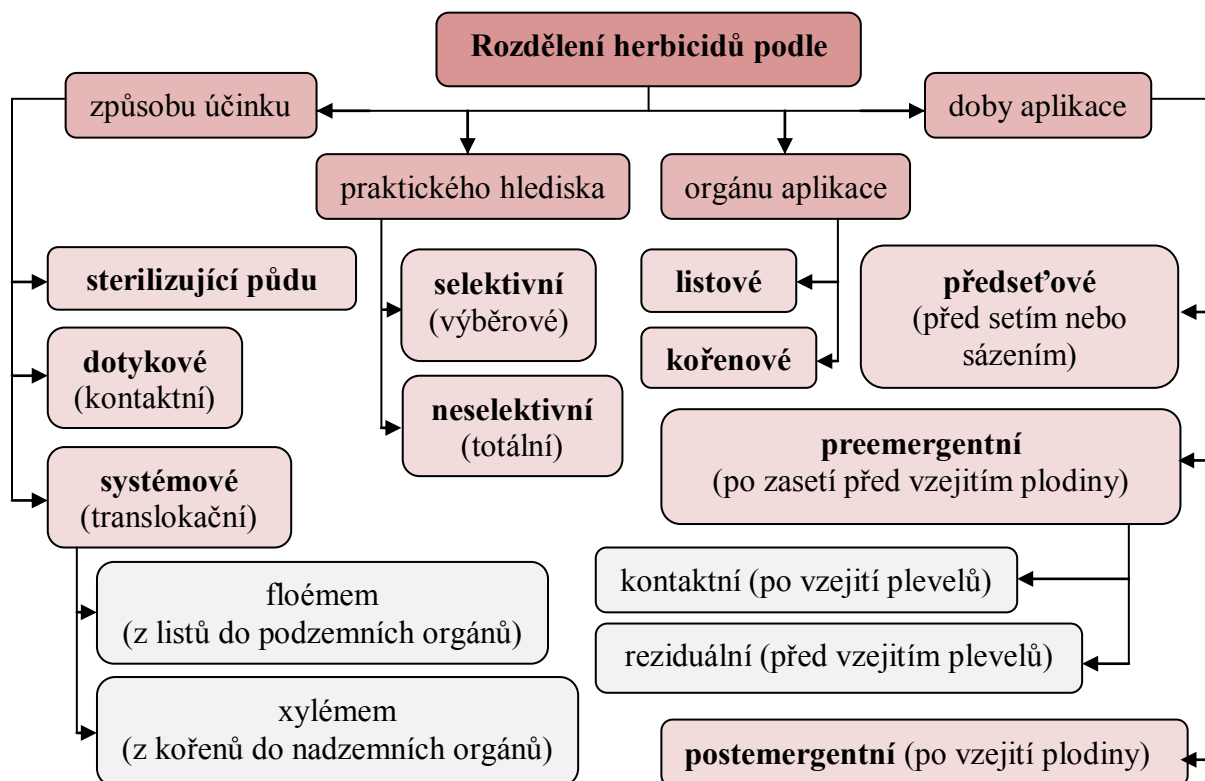 Rozdělení herbicidů podle
způsobu účinku
doby aplikace
praktického hlediska
orgánu aplikace
sterilizující půdu
dotykové
(kontaktní)
systémové
(translokační)
floémem
(z listů do podzemních orgánů)
xylémem
(z kořenů do nadzemních orgánů)
selektivní
(výběrové)
neselektivní
(totální)
listové
kořenové
předseťové
(před setím nebo
sázením)
preemergentní
(po zasetí před vzejitím plodiny)
kontaktní (po vzejití plevelů)
reziduální (před vzejitím plevelů)
postemergentní (po vzejití plodiny)